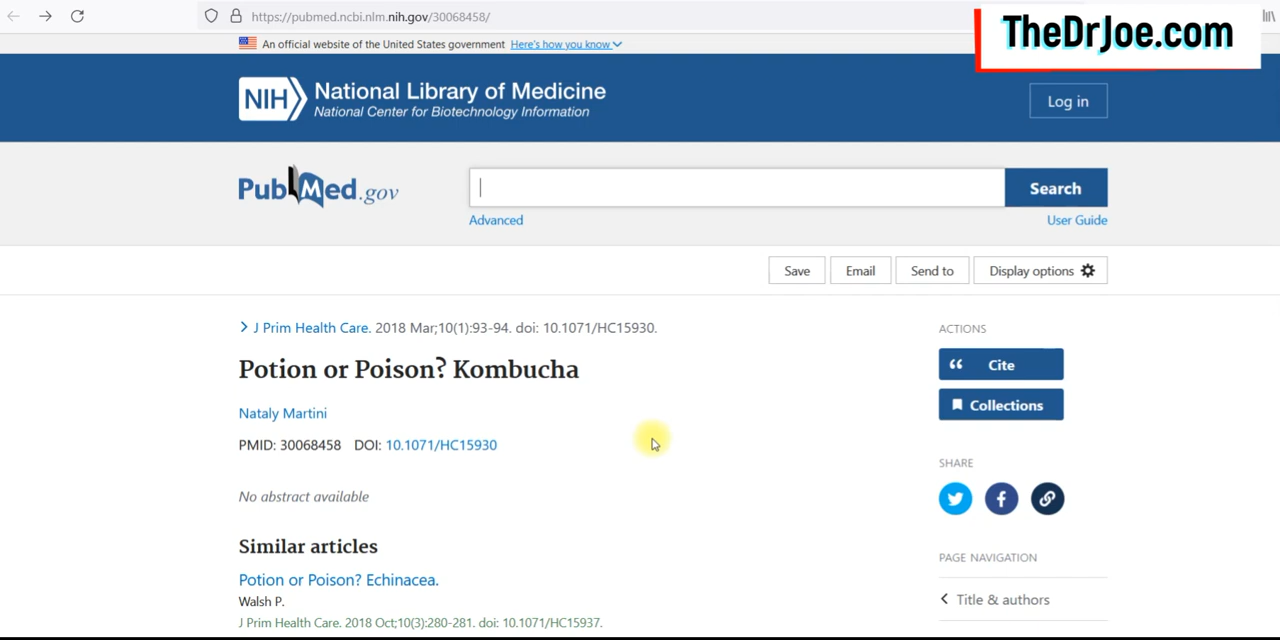 https://pubmed.ncbi.nlm.nih.gov/30068458/
TheDrJoe.com
An official website of the United States government Here's how you know
NIH National Library of Medicine
National Center for Biotechnology Information
Log in
PubMed.gov
Search
Advanced
User Guide
Save
Email
Send to
Display options
J Prim Health Care. 2018 Mar;10(1):93-94. doi: 10.1071/HC15930.
Potion or Poison? Kombucha
Nataly Martini
PMID: 30068458 DOI: 10.1071/HC15930
No abstract available
Similar articles
Potion or Poison? Echinacea.
Walsh P.
J Prim Health Care. 2018 Oct;10(3):280-281. doi: 10.1071/HC15937.
ACTIONS
Cite
Collections
SHARE
PAGE NAVIGATION
Title & authors